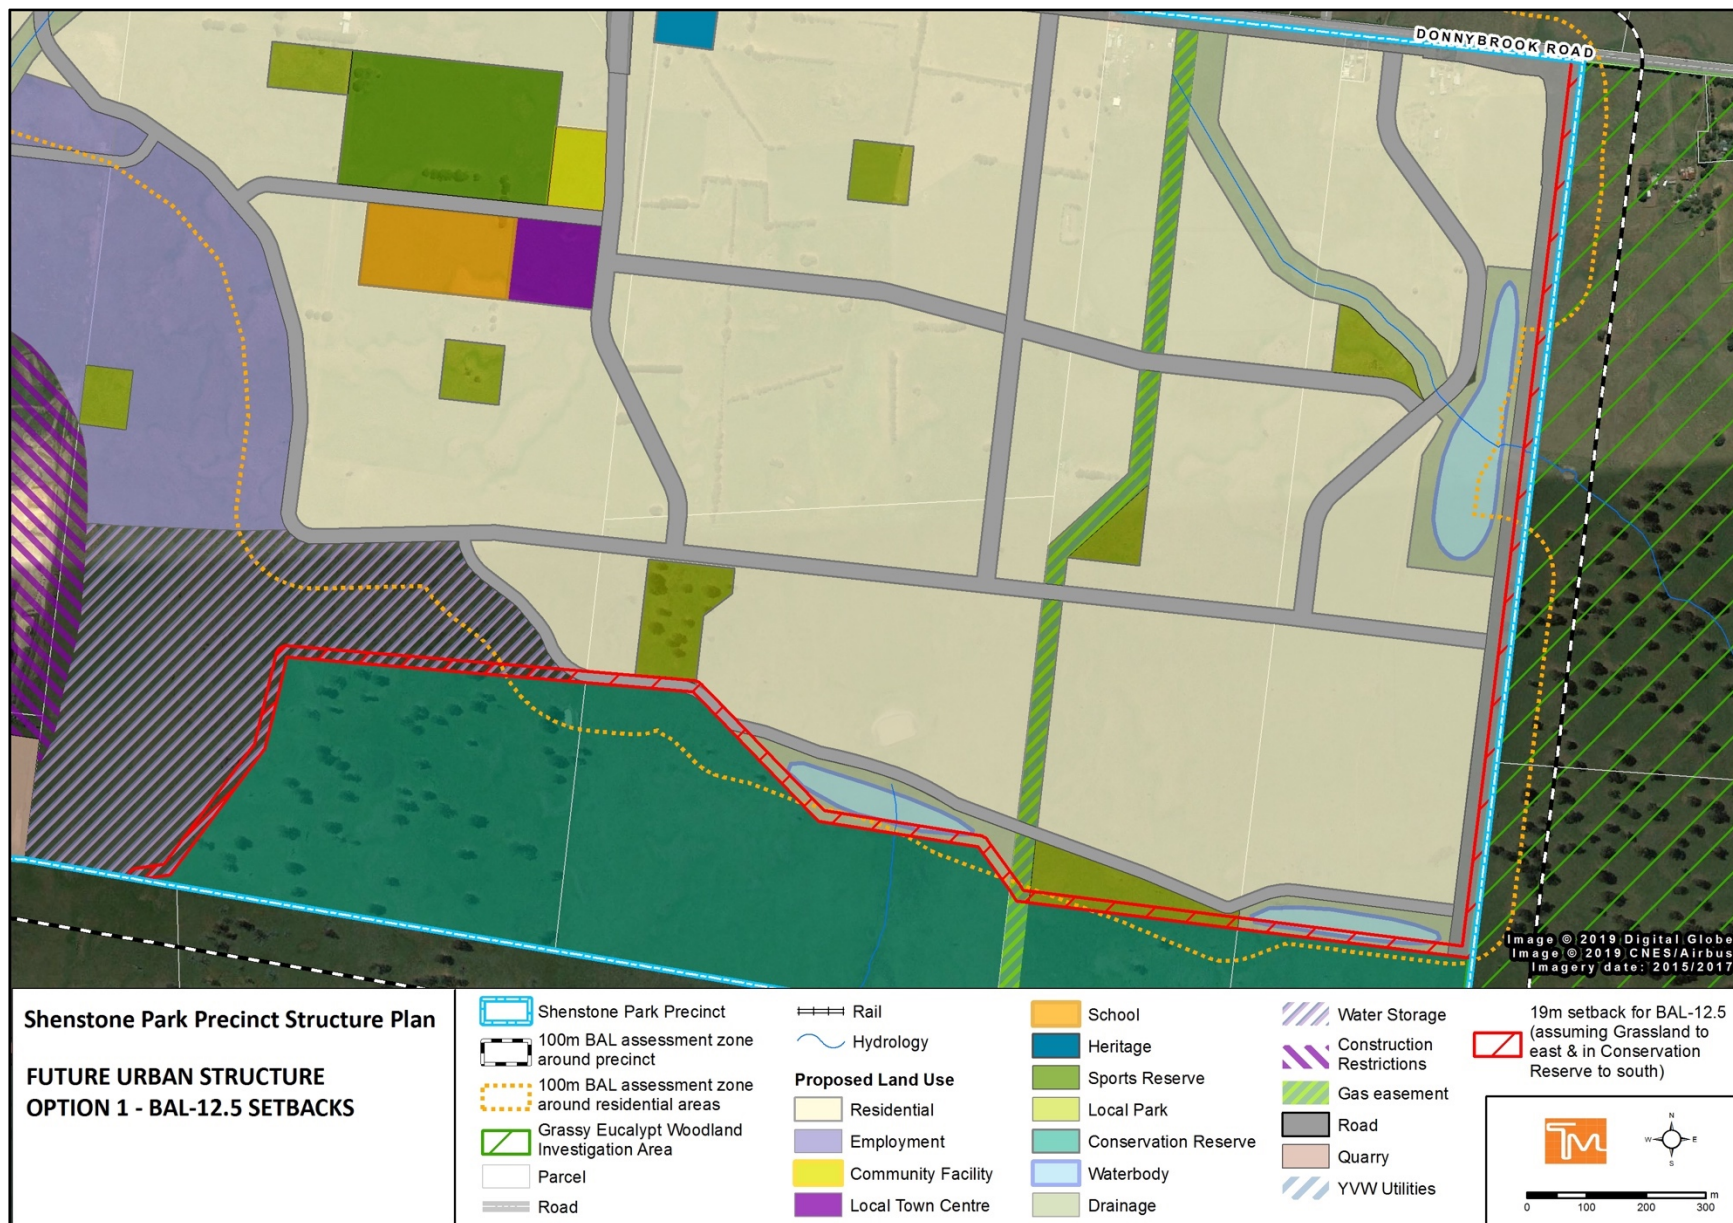 DONNYBROOK ROAD
Image © 2019 Digital Globe
Image © 2019 CNES/Airbus
Imagery date: 2015/2017
Shenstone Park Precinct Structure Plan
FUTURE URBAN STRUCTURE
OPTION 1 - BAL-12.5 SETBACKS
Shenstone Park Precinct
100m BAL assessment zone
around precinct
100m BAL assessment zone
around residential areas
Grassy Eucalypt Woodland
Investigation Area
Parcel
Road
Rail
Hydrology
Proposed Land Use
Residential
Employment
Community Facility
Local Town Centre
School
Heritage
Sports Reserve
Local Park
Conservation Reserve
Waterbody
Drainage
Water Storage
Construction
Restrictions
Gas easement
Road
Quarry
YVW Utilities
19m setback for BAL-12.5
(assuming Grassland to
east & in Conservation
Reserve to south)
TM
N
W E
S
m
0 100 200 300